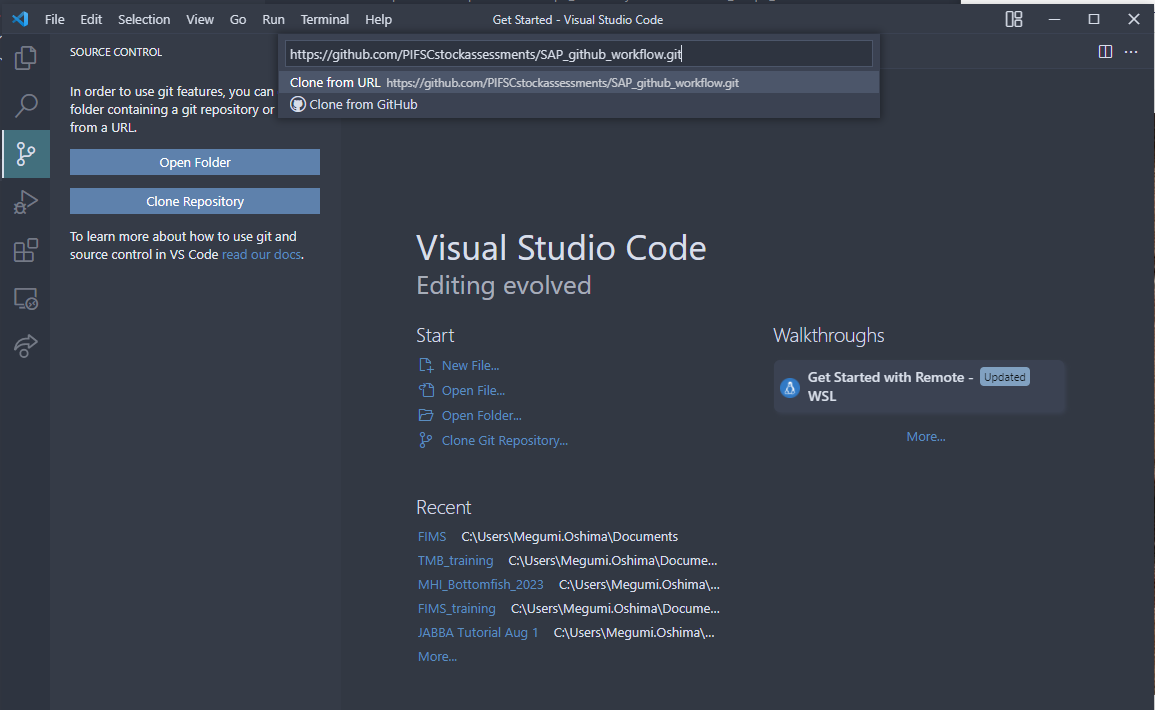 File Edit Selection View Go Run Terminal Help Get Started - Visual Studio Code
SOURCE CONTROL
https://github.com/PIFSCstockassessments/SAP_github_workflow.git
Clone from URL https://github.com/PIFSCstockassessments/SAP_github_workflow.git
Clone from GitHub
In order to use git features, you can
folder containing a git repository or
from a URL.
Open Folder
Clone Repository
To learn more about how to use git and
source control in VS Code read our docs.
Visual Studio Code
Editing evolved
Start
New File...
Open File...
Open Folder...
Clone Git Repository...
Walkthroughs
Get Started with Remote - Updated
WSL
More...
Recent
FIMS C:\Users\Megumi.Oshima\Documents
TMB_training C:\Users\Megumi.Oshima\Docume...
MHI_Bottomfish_2023 C:\Users\Megumi.Oshima\...
FIMS_training C:\Users\Megumi.Oshima\Docume...
JABBA Tutorial Aug 1 C:\Users\Megumi.Oshima\...
More...